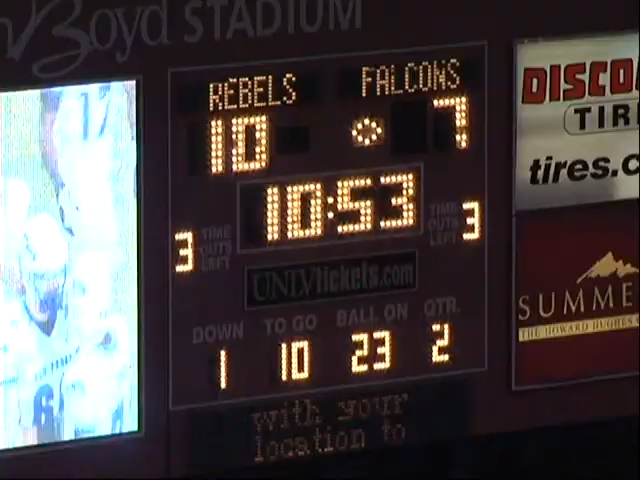 Boyd STADIUM
REBELS FALCONS
10 7
10:53
3 TIME OUTS LEFT
TIME OUTS LEFT 3
UNLVtickets.com
DOWN TO GO BALL ON QTR.
1 10 23 2
with your
location to
DISCO
TIR
tires.c
SUMME
THE HOWARD HUGHES